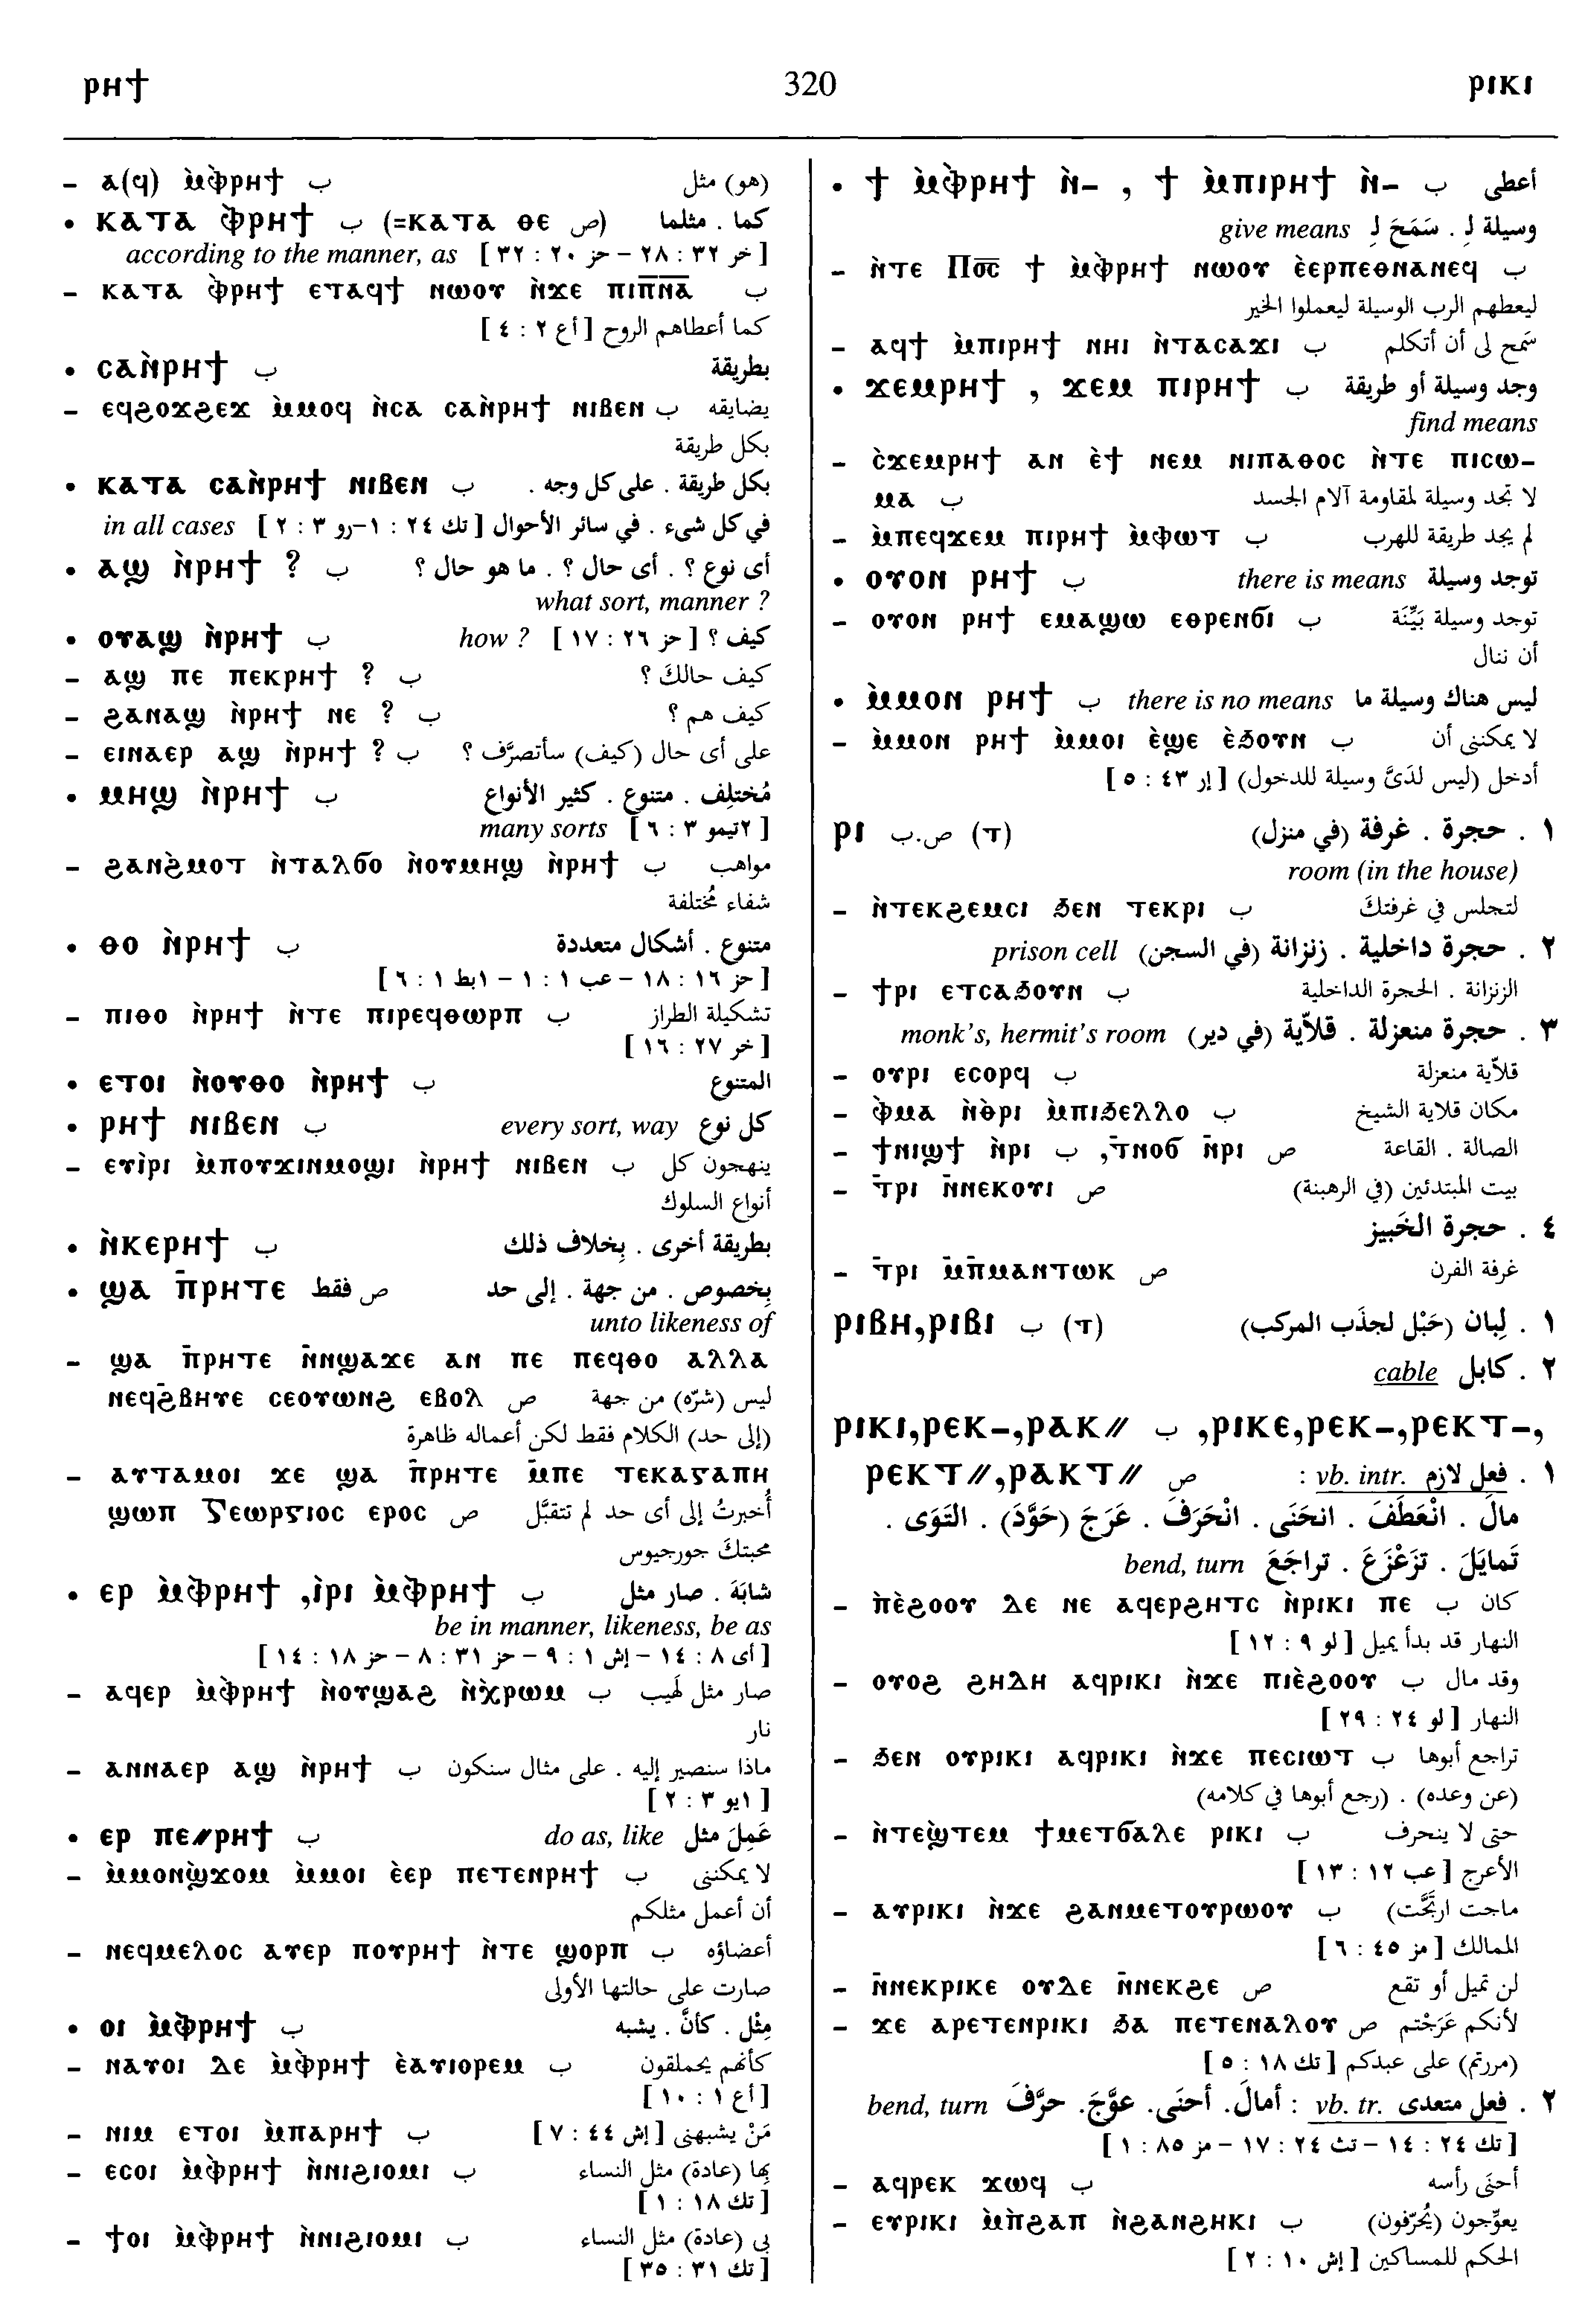 ⲣⲏϯ 320 ⲣⲓⲕⲓ
– ⲁ(ϥ) ⲙ̀ⲫⲣⲏϯ ب (هو) مثل
• ⲕⲁⲧⲁ ⲫⲣⲏϯ ب (=ⲕⲁⲧⲁ ⲑⲉ ص) كما . مثلما
according to the manner, as [خر ٣٢ : ٢٨ – حز ٢٠ : ٣٢]
– ⲕⲁⲧⲁ ⲫⲣⲏϯ ⲉⲧⲁϥϯ ⲛⲱⲟⲩ ⲛ̀ϫⲉ ⲡⲓⲡ̅ⲛ̅ⲁ̅ ب
كما أعطاهم الروح [أع ٢ : ٤]
• ⲥⲁⲛ̀ⲣⲏϯ ب بطريقة
– ⲉϥϩⲟϫϩⲉϫ ⲙ̀ⲙⲟϥ ⲛ̀ⲥⲁ ⲥⲁⲛ̀ⲣⲏϯ ⲛⲓⲃⲉⲛ ب يضايقه
بكل طريقة
• ⲕⲁⲧⲁ ⲥⲁⲛ̀ⲣⲏϯ ⲛⲓⲃⲉⲛ ب بكل طريقة . على كل وجه .
in all cases [تك ٢٤ : ١–رو ٣ : ٢] في كل شىء . في سائر الأحوال
• ⲁϣ ⲛ̀ⲣⲏϯ ? ب أى نوع ؟ . أى حال ؟ . ما هو حال ؟
what sort, manner ?
• ⲟⲩⲁϣ ⲛ̀ⲣⲏϯ ب how ? [حز ٢٦ : ١٧] كيف ؟
– ⲁϣ ⲡⲉ ⲡⲉⲕⲣⲏϯ ? ب كيف حالكَ ؟
– ϩⲁⲛⲁϣ ⲛ̀ⲣⲏϯ ⲛⲉ ? ب كيف هم ؟
– ⲉⲓⲛⲁⲉⲣ ⲁϣ ⲛ̀ⲣⲏϯ ? ب على أى حال (كيف) سأتصرَّف ؟
• ⲙⲏϣ ⲛ̀ⲣⲏϯ ب مُختلِف . متنوع . كثير الأنواع
many sorts [٢تيمو ٣ : ٦]
– ϩⲁⲛϩ̀ⲙⲟⲧ ⲛ̀ⲧⲁⲗϭⲟ ⲛ̀ⲟⲩⲙⲏϣ ⲛ̀ⲣⲏϯ ب مواهب
شفاء مُختلفة
• ⲑⲟ ⲛ̀ⲣⲏϯ ب متنوع . أشكال متعددة
[حز ١٦ : ١٨ – عب ١ : ١ – ١بط ١ : ٦]
– ⲡⲓⲑⲟ ⲛ̀ⲣⲏϯ ⲛ̀ⲧⲉ ⲡⲓⲣⲉϥⲑⲱⲣⲡ ب تشكيلة الطراز
[خر ٢٧ : ١٦]
• ⲉⲧⲟⲓ ⲛ̀ⲟⲩⲑⲟ ⲛ̀ⲣⲏϯ ب المتنوع
• ⲣⲏϯ ⲛⲓⲃⲉⲛ ب every sort, way كل نوع
– ⲉⲩⲓ̀ⲣⲓ ⲙ̀ⲡⲟⲩϫⲓⲛⲙⲟϣⲓ ⲛ̀ⲣⲏϯ ⲛⲓⲃⲉⲛ ب ينهجون كل
أنواع السلوك
• ⲛ̀ⲕⲉⲣⲏϯ ب بطريقة أخرى . بِخلاف ذلك
• ϣⲁ ⲡ̄ⲣⲏⲧⲉ ص فقط بِخصوص . من جهة . إلى حد
unto likeness of
– ϣⲁ ⲡ̄ⲣⲏⲧⲉ ⲛ̄ⲛϣⲁϫⲉ ⲁⲛ ⲡⲉ ⲡⲉϥⲑⲟ ⲁⲗⲗⲁ
ⲛⲉϥϩ̄ⲃⲏⲩⲉ ⲥⲉⲟⲩⲱⲛϩ ⲉⲃⲟⲗ ص ليس (شرّه) من جهة
(إلى حد) الكلام فقط لكن أعماله ظاهرة
– ⲁⲩⲧⲁⲙⲟⲓ ϫⲉ ϣⲁ ⲡ̄ⲣⲏⲧⲉ ⲙ̄ⲡⲉ ⲧⲉⲕⲁⲅⲁⲡⲏ
ϣⲱⲡ ⲅⲉⲱⲣⲅⲓⲟⲥ ⲉⲣⲟⲥ ص أُخبرتُ إلى أى حد لم تتقبَّل
محبتكَ جورجيوس
• ⲉⲣ ⲙ̀ⲫⲣⲏϯ ,ⲓ̀ⲣⲓ ⲙ̀ⲫⲣⲏϯ ب شابَهَ . صار مثل
be in manner, likeness, be as
[أى ٨ : ١٤ – إش ١ : ٩ – حز ٣١ : ٨ – حز ١٨ : ١٤]
– ⲁϥⲉⲣ ⲙ̀ⲫⲣⲏϯ ⲛ̀ⲟⲩϣⲁϩ ⲛ̀ⲭ̀ⲣⲱⲙ ب صار مثل لَهيب
نار
– ⲁⲛⲛⲁⲉⲣ ⲁϣ ⲛ̀ⲣⲏϯ ب ماذا سنصير إليه . على مثال سنكون
[١يو ٣ : ٢]
• ⲉⲣ ⲡⲉ⫽ⲣⲏϯ ب do as, like عَمِلَ مثل
– ⲙ̀ⲙⲟⲛϣ̀ϫⲟⲙ ⲙ̀ⲙⲟⲓ ⲉ̀ⲉⲣ ⲡⲉⲧⲉⲛⲣⲏϯ ب لا يمكننى
أن أعمل مثلكم
– ⲛⲉϥⲙⲉⲗⲟⲥ ⲁⲩⲉⲣ ⲡⲟⲩⲣⲏϯ ⲛ̀ⲧⲉ ϣⲟⲣⲡ ب أعضاؤه
صارت على حالتها الأولى
• ⲟⲓ ⲙ̀ⲫⲣⲏϯ ب مِثْل . كأنَّ . يشبه
– ⲛⲁⲩⲟⲓ ⲇⲉ ⲙ̀ⲫⲣⲏϯ ⲉ̀ⲁⲩⲓⲟⲣⲉⲙ ب كأنهم يحملقون
[أع ١ : ١٠]
– ⲛⲓⲙ ⲉⲧⲟⲓ ⲙ̀ⲡⲁⲣⲏϯ ب مَنْ يشبهنى [إش ٤٤ : ٧]
– ⲉⲥⲟⲓ ⲙ̀ⲫⲣⲏϯ ⲛ̀ⲛⲓϩⲓⲟⲙⲓ ب بِها (عادة) مثل النساء
[تك ١٨ : ١]
– ϯⲟⲓ ⲙ̀ⲫⲣⲏϯ ⲛ̀ⲛⲓϩⲓⲟⲙⲓ ب بى (عادة) مثل النساء
[تك ٣١ : ٣٥]
• ϯ ⲙ̀ⲫⲣⲏϯ ⲛ̀– , ϯ ⲙ̀ⲡⲓⲣⲏϯ ⲛ̀– ب أعطى
give means وسيلة لِـ . سَمَحَ لِـ
– ⲛ̀ⲧⲉ Ⲡⲟ̅ⲥ̅ ϯ ⲙ̀ⲫⲣⲏϯ ⲛⲱⲟⲩ ⲉ̀ⲉⲣⲡⲉⲑⲛⲁⲛⲉϥ ب
ليعطهم الرب الوسيلة ليعملوا الخير
– ⲁϥϯ ⲙ̀ⲡⲓⲣⲏϯ ⲛⲏⲓ ⲛ̀ⲧⲁⲥⲁϫⲓ ب سَمح لى أن أتكلم
• ϫⲉⲙⲣⲏϯ , ϫⲉⲙ ⲡⲓⲣⲏϯ ب وجد وسيلة أو طريقة
find means
– ⲥ̀ϫⲉⲙⲣⲏϯ ⲁⲛ ⲉ̀ϯ ⲛⲉⲙ ⲛⲓⲡⲁⲑⲟⲥ ⲛ̀ⲧⲉ ⲡⲓⲥⲱ–
ⲙⲁ ب لا تجد وسيلة لمقاومة آلام الجسد
– ⲙ̀ⲡⲉϥϫⲉⲙ ⲡⲓⲣⲏϯ ⲙ̀ⲫⲱⲧ ب لم يجد طريقة للهرب
• ⲟⲩⲟⲛ ⲣⲏϯ ب there is means توجد وسيلة
– ⲟⲩⲟⲛ ⲣⲏϯ ⲉⲙⲁϣⲱ ⲉⲑⲣⲉⲛϭⲓ ب توجد وسيلة بَيِّنَة
أن ننال
• ⲙ̀ⲙⲟⲛ ⲣⲏϯ ب there is no means ليس هناك وسيلة ما
– ⲙ̀ⲙⲟⲛ ⲣⲏϯ ⲙ̀ⲙⲟⲓ ⲉ̀ϣⲉ ⲉ̀ϧⲟⲩⲛ ب لا يمكننى أن
أدخل (ليس لدَىَّ وسيلة للدخول) [إر ٤٣ : ٥]
ⲣⲓ ص.ب (ⲧ) ١ . حجرة . غرفة (في منزل)
room (in the house)
– ⲛ̀ⲧⲉⲕϩⲉⲙⲥⲓ ϧⲉⲛ ⲧⲉⲕⲣⲓ ب لتجلس في غرفتكَ
٢ . حجرة داخلية . زنزانة (في السجن) prison cell
– ϯⲣⲓ ⲉⲧⲥⲁϧⲟⲩⲛ ب الزنزانة . الحجرة الداخلية
٣ . حجرة منعزلة . قلاَّية (في دير) monk's, hermit's room
– ⲟⲩⲣⲓ ⲉⲥⲟⲣϥ ب قلاَّية منعزلة
– ⲫⲙⲁ ⲛ̀ⲑⲣⲓ ⲙ̀ⲡⲓϧⲉⲗⲗⲟ ب مكان قلاية الشيخ
– ϯⲛⲓϣϯ ⲛ̀ⲣⲓ ب ,ⲧ̄ⲛⲟϭ ⲛ̄ⲣⲓ ص الصالة . القاعة
– ⲧ̄ⲣⲓ ⲛ̄ⲛⲉⲕⲟⲩⲓ ص بيت المبتدئين (في الرهبنة)
٤ . حجرة الخَبيز
– ⲧ̄ⲣⲓ ⲙ̄ⲡ̄ⲙⲁⲛⲧⲱⲕ ص غرفة الفرن
ⲣⲓⲃⲏ,ⲣⲓⲃⲓ ب (ⲧ) ١ . لِبان (حَبْل لجذَب المركب)
٢ . كابل cable
ⲣⲓⲕⲓ,ⲣⲉⲕ–,ⲣⲁⲕ⫽ ب ,ⲣⲓⲕⲉ,ⲣⲉⲕ–,ⲣⲉⲕⲧ–,
ⲣⲉⲕⲧ⫽,ⲣⲁⲕⲧ⫽ ص ١ . فعل لازم vb. intr. :
مالَ . انْعَطَفَ . انحَنَى . انْحَرَفَ . عَرَجَ (حَوَّدَ) . التَوَى .
تَمايَلَ . تزَعْزَعَ . تراجَعَ bend, turn
– ⲡⲓⲉ̀ϩⲟⲟⲩ ⲇⲉ ⲛⲉ ⲁϥⲉⲣϩⲏⲧⲥ ⲛ̀ⲣⲓⲕⲓ ⲡⲉ ب كان
النهار قد بدأ يميل [لو ٩ : ١٢]
– ⲟⲩⲟϩ ϩⲏⲇⲏ ⲁϥⲣⲓⲕⲓ ⲛ̀ϫⲉ ⲡⲓⲉ̀ϩⲟⲟⲩ ب وقد مال
النهار [لو ٢٤ : ٢٩]
– ϧⲉⲛ ⲟⲩⲣⲓⲕⲓ ⲁϥⲣⲓⲕⲓ ⲛ̀ϫⲉ ⲡⲉⲥⲓⲱⲧ ب تراجع أبوها
(عن وعده) . (رجع أبوها في كلامه)
– ⲛ̀ⲧⲉϣ̀ⲧⲉⲙ ϯⲙⲉⲧϭⲁⲗⲉ ⲣⲓⲕⲓ ب حتى لا ينحرف
الأعرج [عب ١٢ : ١٣]
– ⲁⲩⲣⲓⲕⲓ ⲛ̀ϫⲉ ϩⲁⲛⲙⲉⲧⲟⲩⲣⲱⲟⲩ ب ماجت ارتَجَّت)
الممالك [مز ٤٥ : ٦]
– ⲛ̄ⲛⲉⲕⲣⲓⲕⲉ ⲟⲩⲇⲉ ⲛ̄ⲛⲉⲕϩⲉ ص لن تميل أو تقع
– ϫⲉ ⲁⲣⲉⲧⲉⲛⲣⲓⲕⲓ ϧⲁ ⲡⲉⲧⲉⲛⲁⲗⲟⲩ ص لأنكم عَرَجْتم
(مررتم) على عبدكم [تك ١٨ : ٥]
٢ . فعل متعدى vb. tr. : أمالَ. أحنَى. عوَّجَ. حرَّفَ bend, turn
[تك ٢٤ : ١٤ – تث ٢٤ : ١٧ – مز ٨٥ : ١]
– ⲁϥⲣⲉⲕ ϫⲱϥ ب أحنَى رأسه
– ⲉⲩⲣⲓⲕⲓ ⲙ̀ⲡϩⲁⲡ ⲛ̀ϩⲁⲛϩⲏⲕⲓ ب يعوِّجون (يُحرِّفون)
الحكم للمساكين [إش ١٠ : ٢]